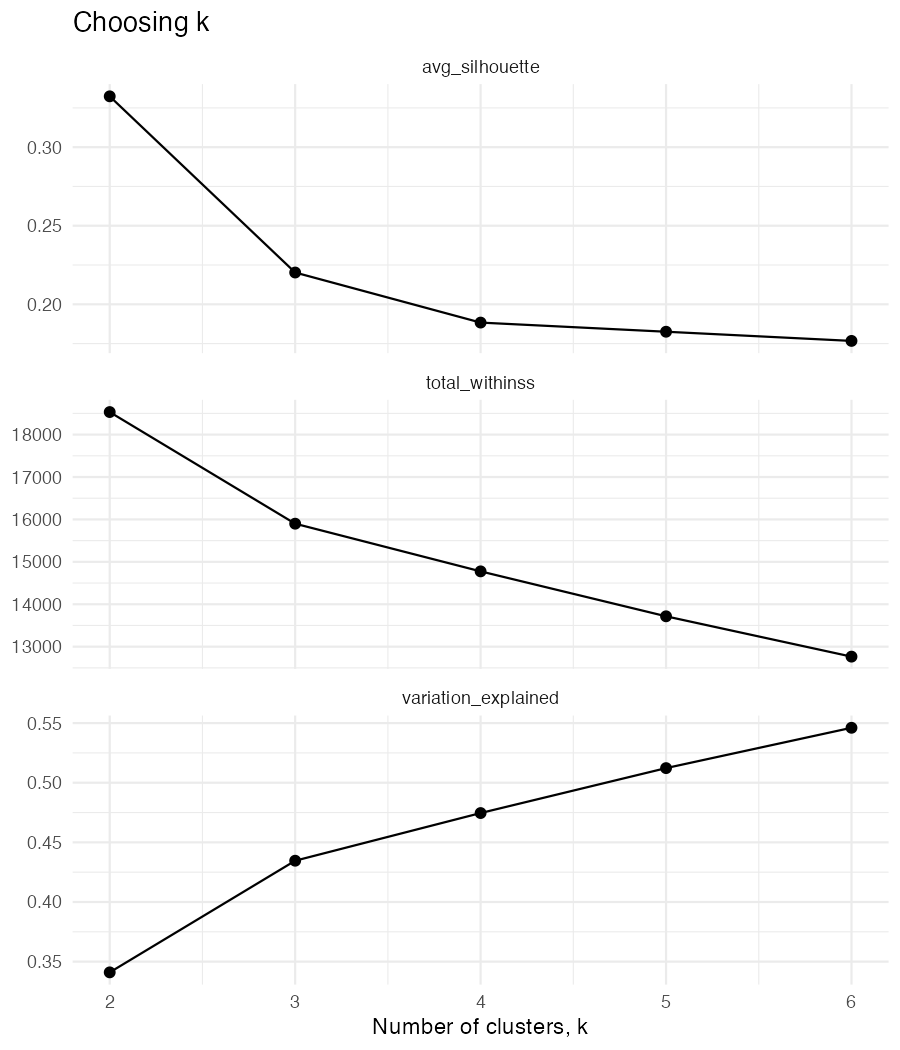 Choosing k
avg_silhouette
0.30
0.25
0.20
total_withinss
18000
17000
16000
15000
14000
13000
variation_explained
0.55
0.50
0.45
0.40
0.35
2 3 4 5 6
Number of clusters, k